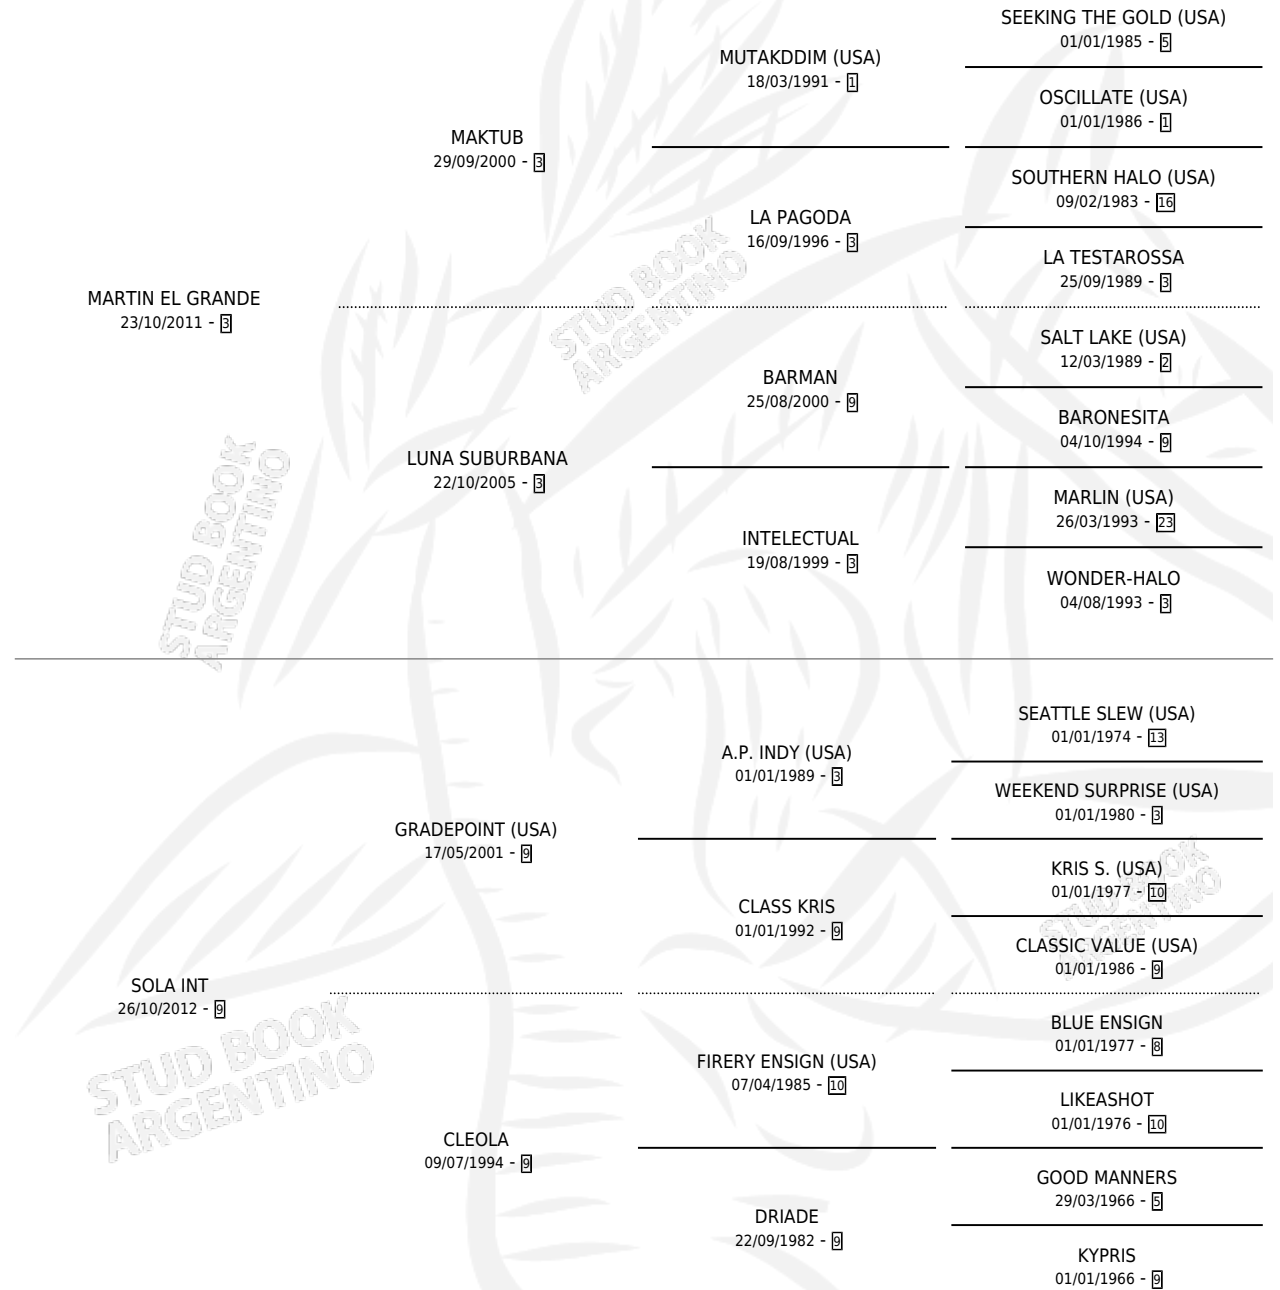 SEEKING THE GOLD (USA)
01/01/1985 - 5
MUTAKDDIM (USA)
18/03/1991 - 1
OSCILLATE (USA)
01/01/1986 - 1
MAKTUB
29/09/2000 - 3
SOUTHERN HALO (USA)
09/02/1983 - 16
LA PAGODA
16/09/1996 - 3
LA TESTAROSSA
25/09/1989 - 3
MARTIN EL GRANDE
23/10/2011 - 3
SALT LAKE (USA)
12/03/1989 - 2
BARMAN
25/08/2000 - 9
BARONESITA
04/10/1994 - 9
LUNA SUBURBANA
22/10/2005 - 3
MARLIN (USA)
26/03/1993 - 23
INTELECTUAL
19/08/1999 - 3
WONDER-HALO
04/08/1993 - 3
SEATTLE SLEW (USA)
01/01/1974 - 13
A.P. INDY (USA)
01/01/1989 - 3
WEEKEND SURPRISE (USA)
01/01/1980 - 3
GRADEPOINT (USA)
17/05/2001 - 9
KRIS S. (USA)
01/01/1977 - 10
CLASS KRIS
01/01/1992 - 9
CLASSIC VALUE (USA)
01/01/1986 - 9
SOLA INT
26/10/2012 - 9
BLUE ENSIGN
01/01/1977 - 8
FIRERY ENSIGN (USA)
07/04/1985 - 10
LIKEASHOT
01/01/1976 - 10
CLEOLA
09/07/1994 - 9
GOOD MANNERS
29/03/1966 - 5
DRIADE
22/09/1982 - 9
KYPRIS
01/01/1966 - 9
STUD BOOK
ARGENTINO
STUD BOOK
ARGENTINO
STUD BOOK
ARGENTINO
STUD BOOK
ARGENTINO